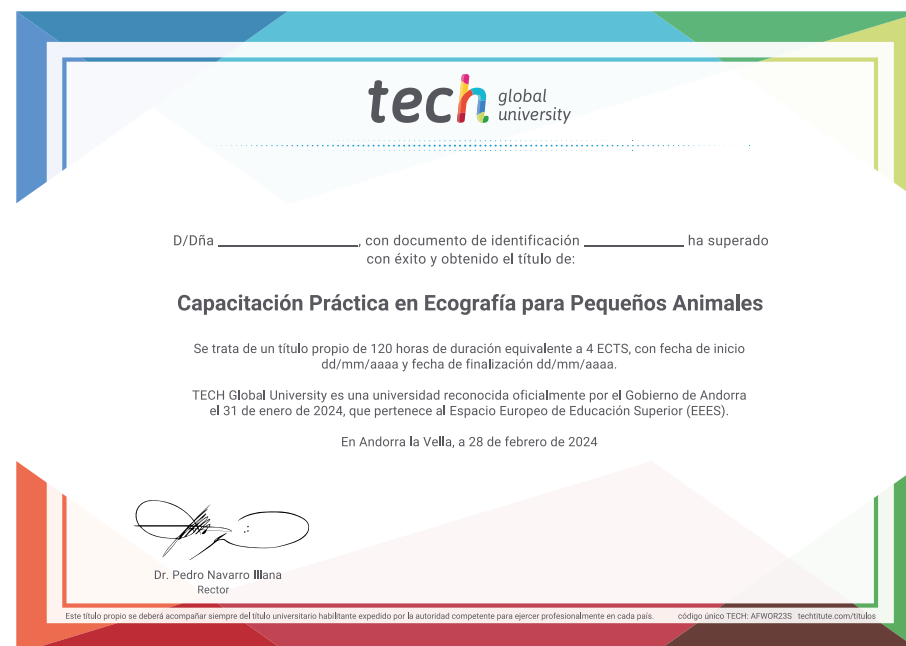 tech global university
D/Dña ____________________, con documento de identificación ______________ ha superado
con éxito y obtenido el título de:
Capacitación Práctica en Ecografía para Pequeños Animales
Se trata de un título propio de 120 horas de duración equivalente a 4 ECTS, con fecha de inicio
dd/mm/aaaa y fecha de finalización dd/mm/aaaa.
TECH Global University es una universidad reconocida oficialmente por el Gobierno de Andorra
el 31 de enero de 2024, que pertenece al Espacio Europeo de Educación Superior (EEES).
En Andorra la Vella, a 28 de febrero de 2024
Dr. Pedro Navarro Illana
Rector
Este título propio se deberá acompañar siempre del título universitario habilitante expedido por la autoridad competente para ejercer profesionalmente en cada país. código único TECH: AFWOR23S techtitute.com/titulos